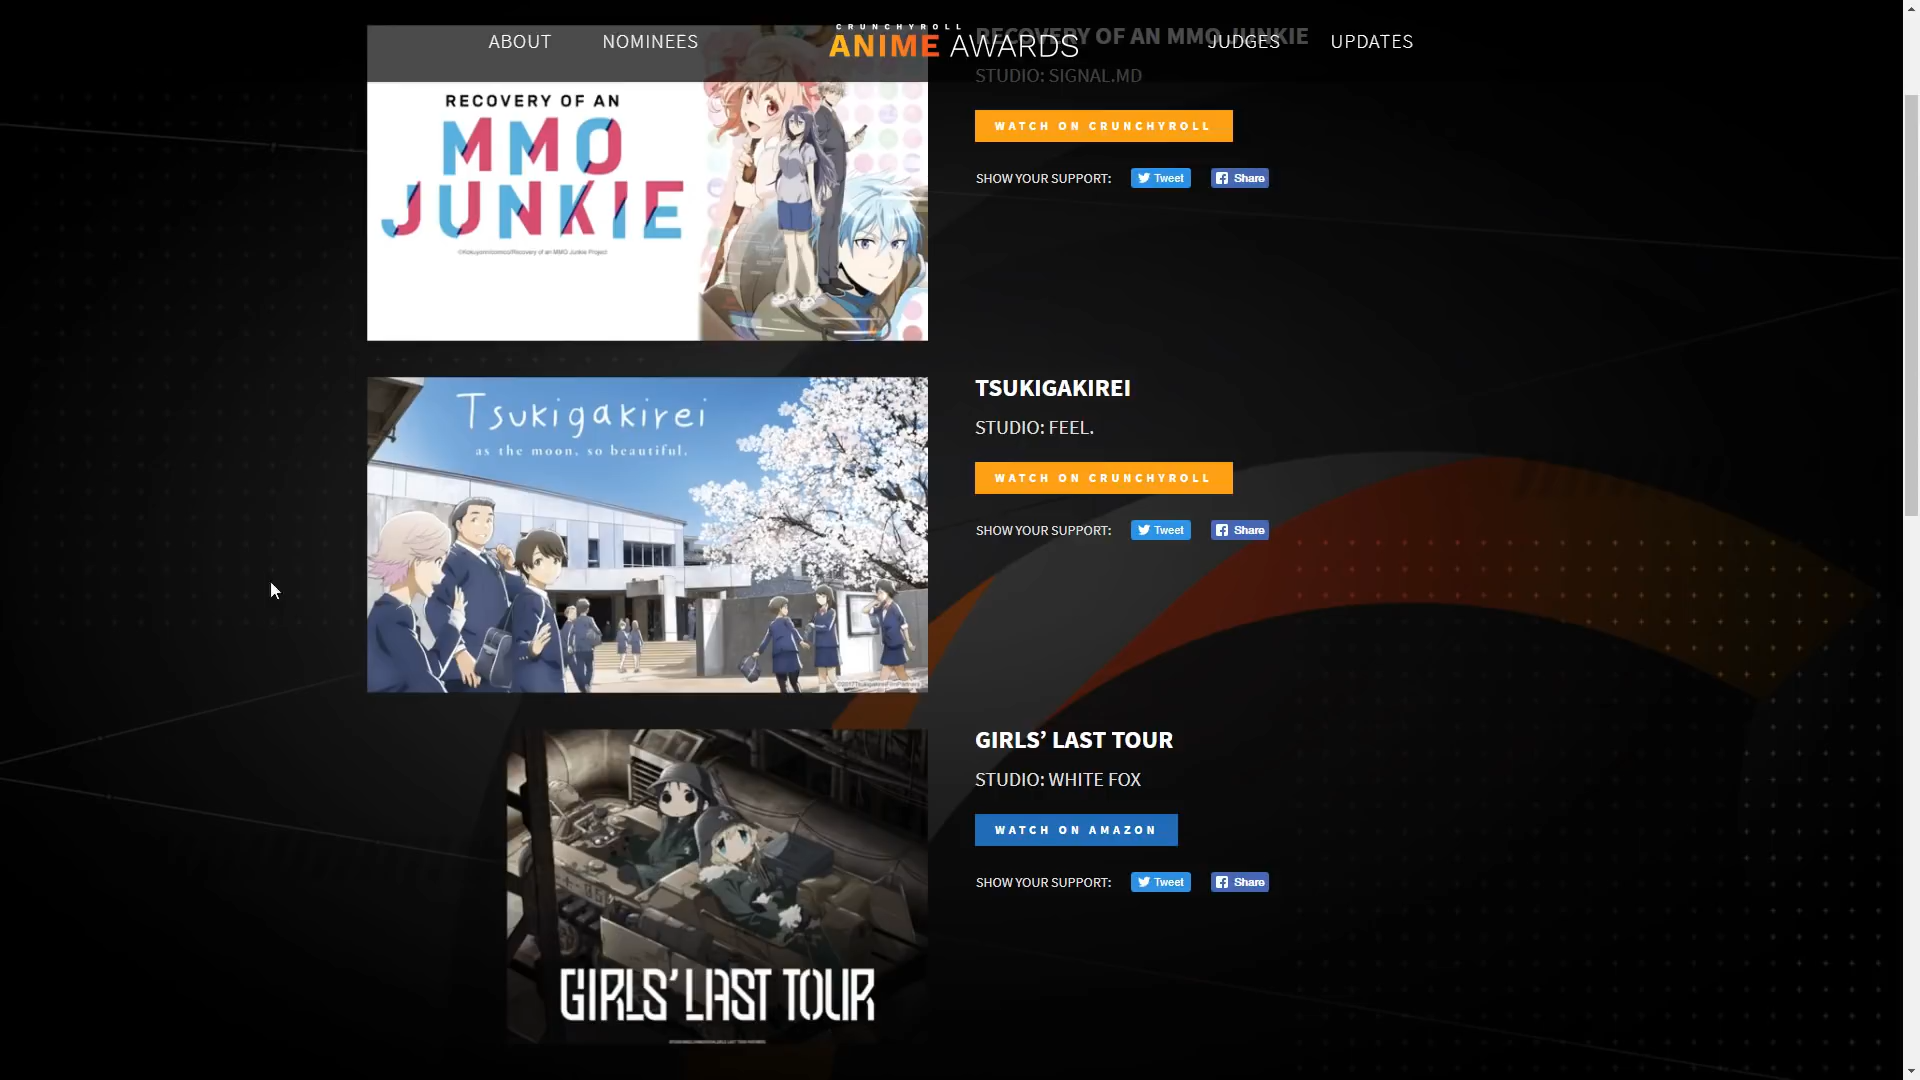 CRUNCHYROLL
ANIME AWARDS
ABOUT
NOMINEES
JUDGES
UPDATES
RECOVERY OF AN MMO JUNKIE
STUDIO: SIGNAL.MD
WATCH ON CRUNCHYROLL
SHOW YOUR SUPPORT:
Tweet
Share
RECOVERY OF AN
MMO
JUNKIE
TSUKIGAKIREI
STUDIO: FEEL.
WATCH ON CRUNCHYROLL
SHOW YOUR SUPPORT:
Tweet
Share
Tsukigakirei
as the moon, so beautiful.
GIRLS’ LAST TOUR
STUDIO: WHITE FOX
WATCH ON AMAZON
SHOW YOUR SUPPORT:
Tweet
Share
GIRLS’ LAST TOUR